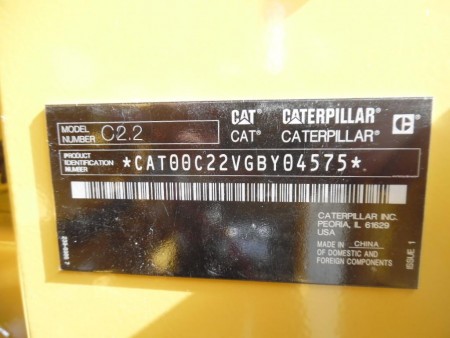 MODEL NUMBER C2.2
CAT CATERPILLAR®
CAT® CATERPILLAR®
PRODUCT IDENTIFICATION NUMBER *CAT00C22VGBY04575*
CATERPILLAR INC.
PEORIA, IL 61629
USA
MADE IN CHINA
OF DOMESTIC AND
FOREIGN COMPONENTS
ISSUE 1